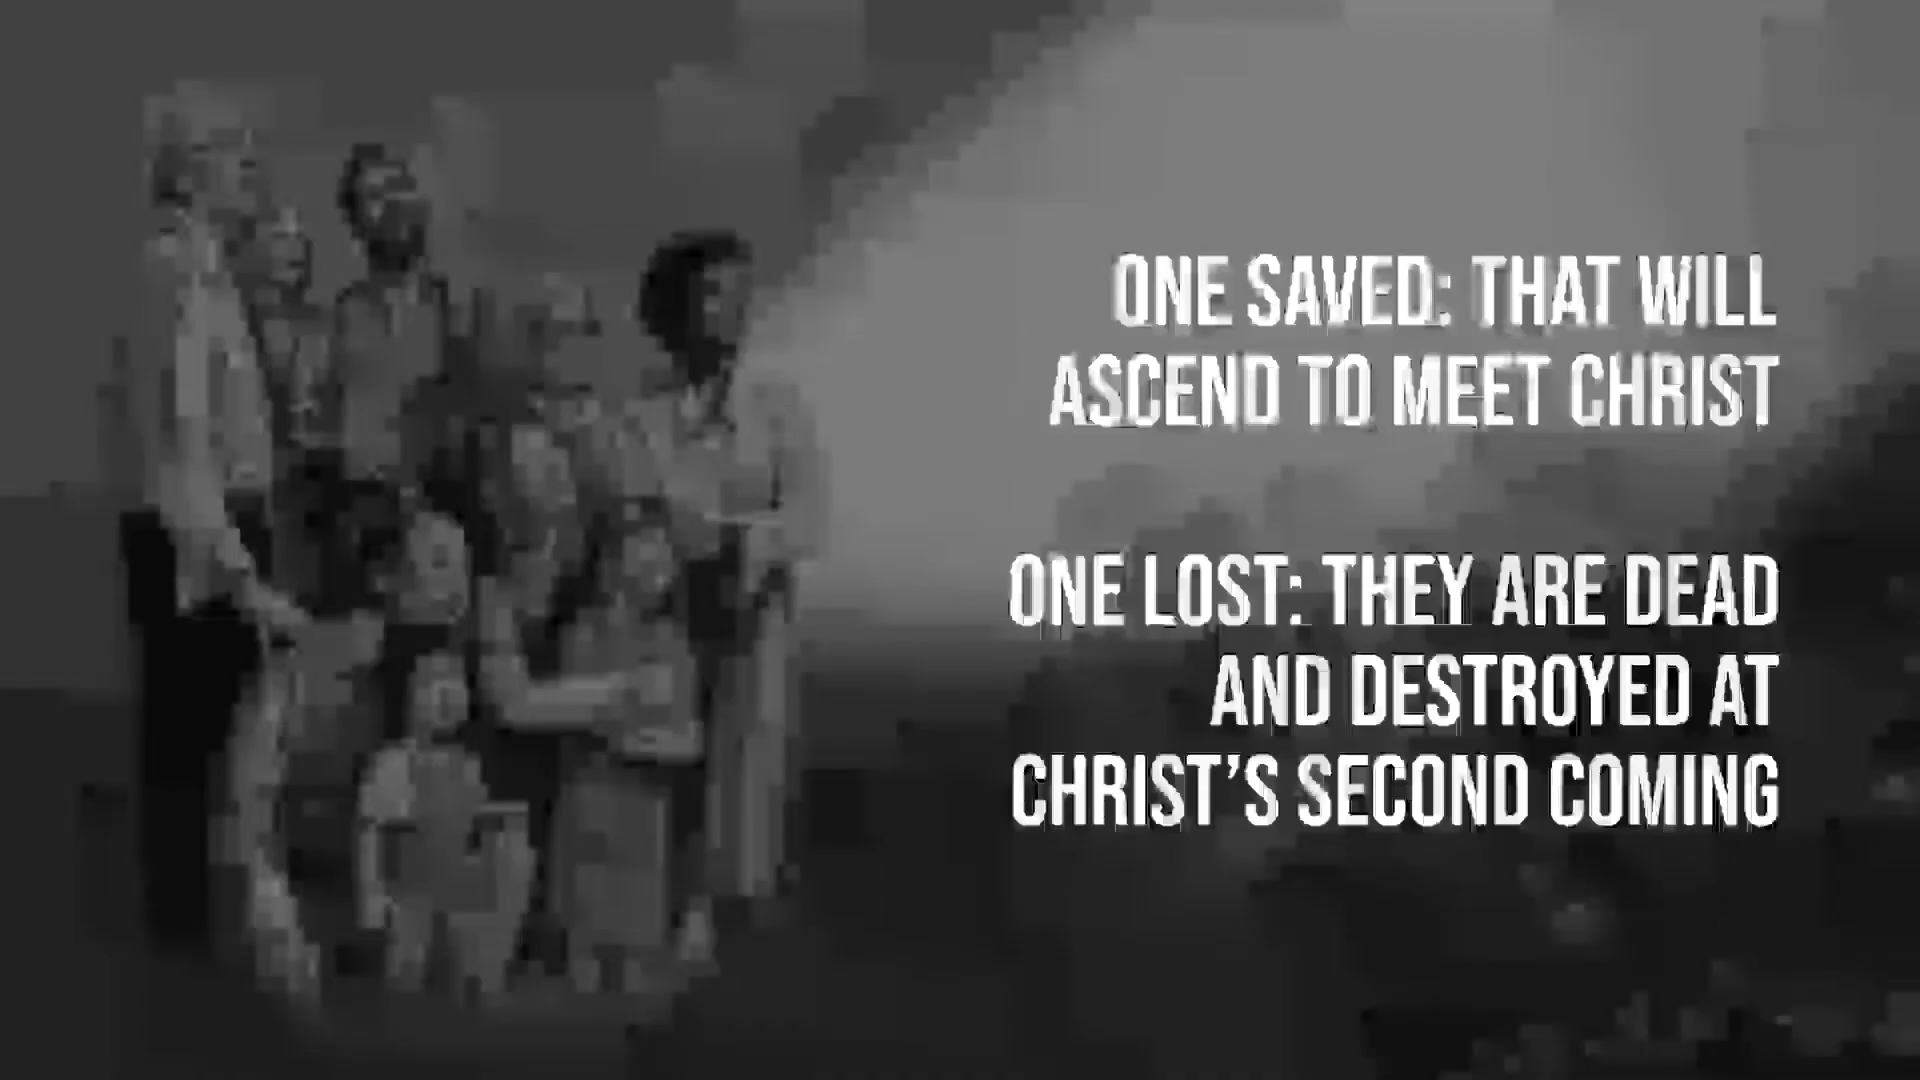 ONE SAVED: THAT WILL
ASCEND TO MEET CHRIST
ONE LOST: THEY ARE DEAD
AND DESTROYED AT
CHRIST'S SECOND COMING